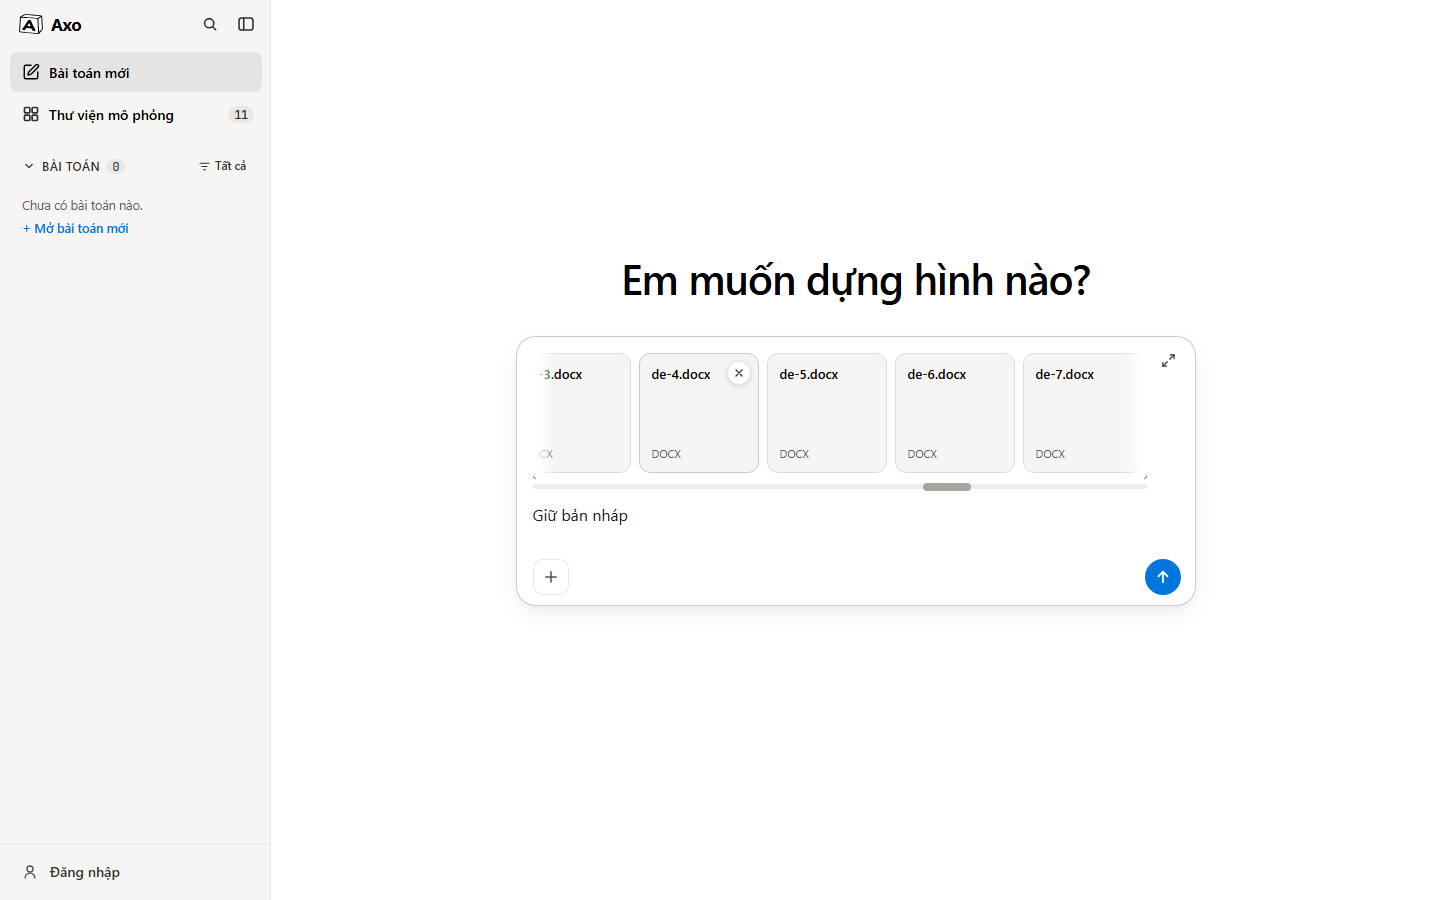 Axo
Bài toán mới
Thư viện mô phỏng 11
BÀI TOÁN 0 Tất cả
Chưa có bài toán nào.
+ Mở bài toán mới
Đăng nhập
Em muốn dựng hình nào?
-3.docx de-4.docx de-5.docx de-6.docx de-7.docx
CX DOCX DOCX DOCX DOCX
Giữ bản nháp